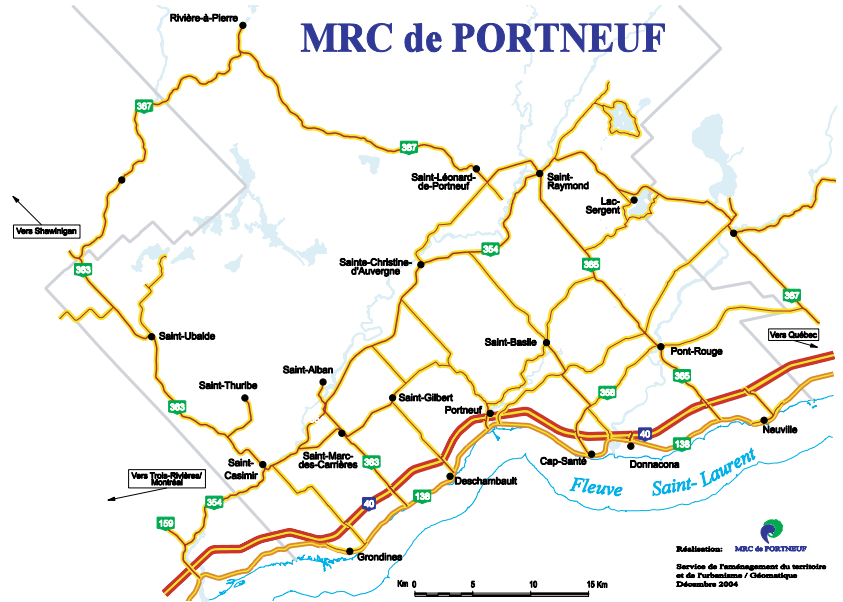 Rivière-à-Pierre
MRC de PORTNEUF
367
367
Saint-Léonard-
de-Portneuf
Saint-
Raymond
Lac-
Sergent
Vers Shawinigan
354
Sainte-Christine-
d'Auvergne
363
365
367
Vers Québec
Saint-Ubalde
Saint-Basile
Pont-Rouge
Saint-Alban
365
Saint-Thuribe
358
363
Saint-Gilbert
Portneuf
Neuville
40
138
Saint-Marc-
des-Carrières
363
Saint-
Casimir
Cap-Santé
Donnacona
Vers Trois-Rivières/
Montréal
Deschambault
Fleuve Saint-Laurent
354
40
138
159
Grondines
Réalisation:
MRC de PORTNEUF
Service de l'aménagement du territoire
et de l'urbanisme / Géomatique
Décembre 2004
Km 0 5 10 15 Km